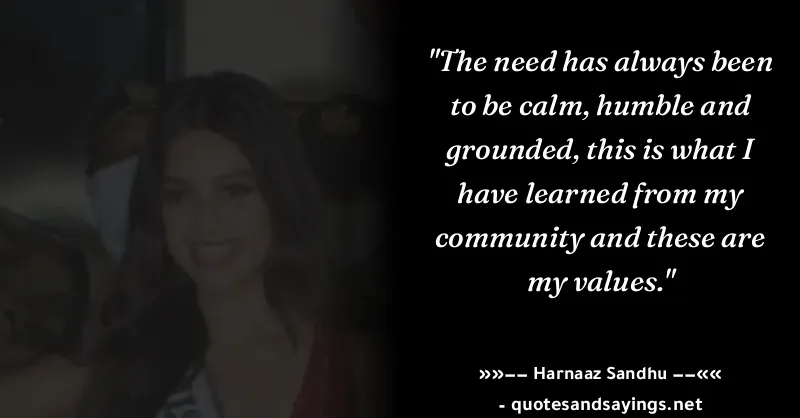 "The need has always been
to be calm, humble and
grounded, this is what I
have learned from my
community and these are
my values."
»»−− Harnaaz Sandhu −−««
- quotesandsayings.net